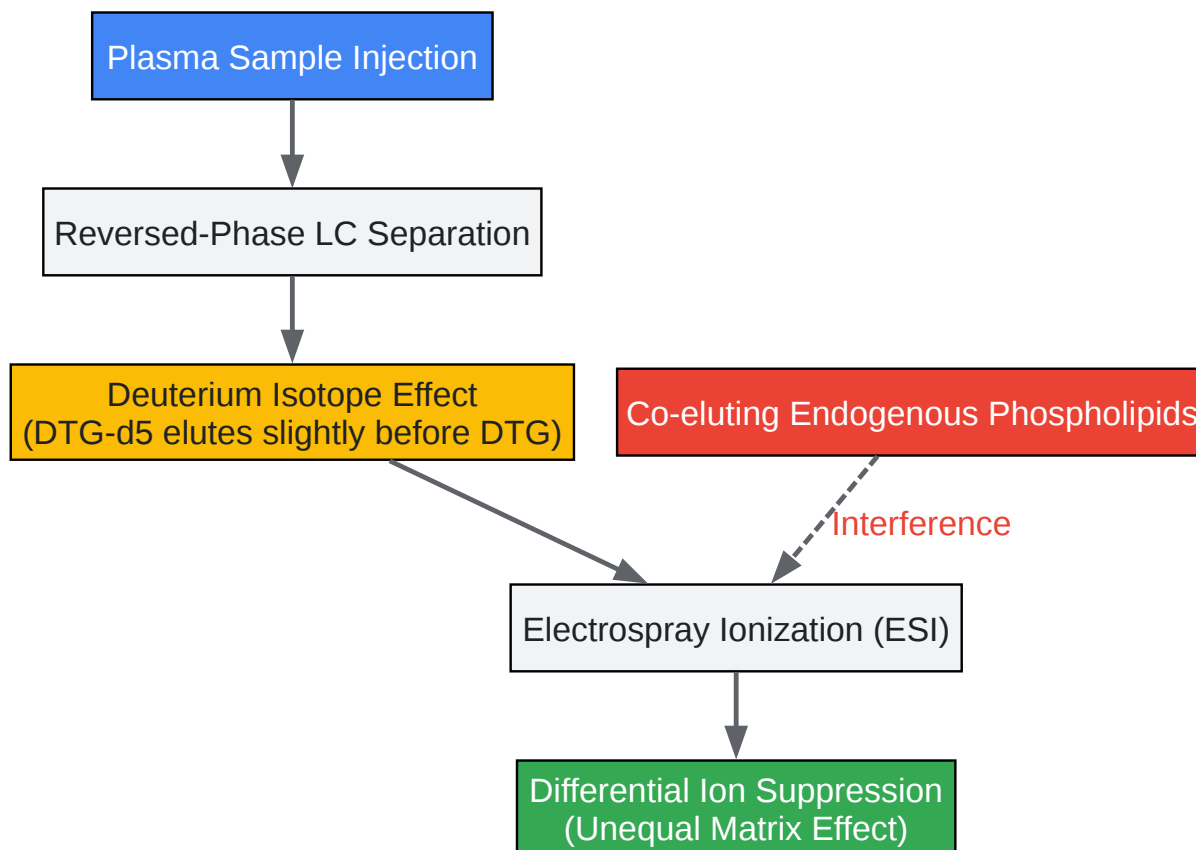 Plasma Sample Injection
Reversed-Phase LC Separation
Deuterium Isotope Effect
(DTG-d5 elutes slightly before DTG)
Co-eluting Endogenous Phospholipids
Interference
Electrospray Ionization (ESI)
Differential Ion Suppression
(Unequal Matrix Effect)